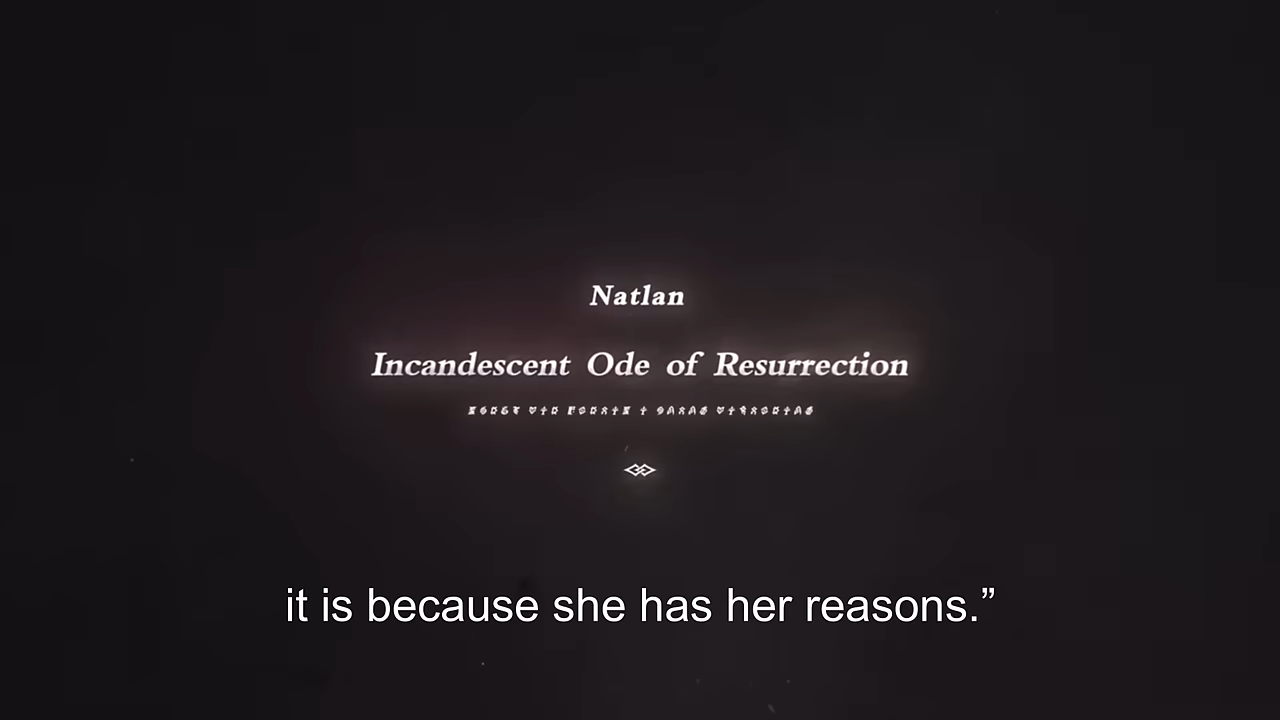 Natlan
Incandescent Ode of Resurrection
it is because she has her reasons.”